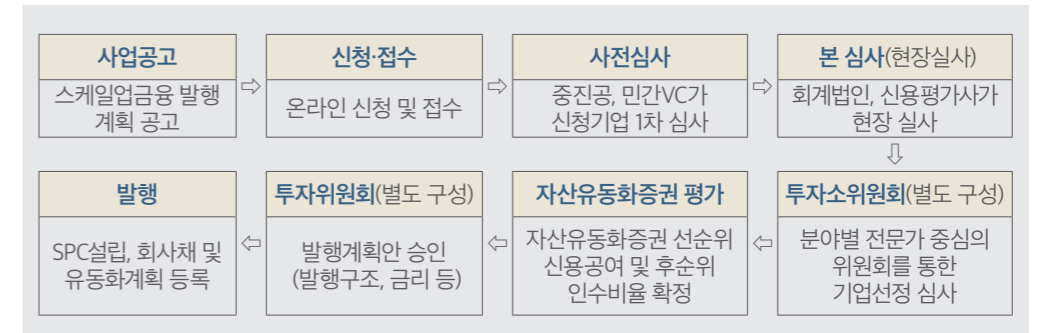 사업공고
스케일업금융 발행
계획 공고
⇨
신청·접수
온라인 신청 및 접수
⇨
사전심사
중진공, 민간VC가
신청기업 1차 심사
⇨
본 심사(현장실사)
회계법인, 신용평가사가
현장 실사
⇩
투자소위원회(별도 구성)
분야별 전문가 중심의
위원회를 통한
기업선정 심사
⇦
자산유동화증권 평가
자산유동화증권 선순위
신용공여 및 후순위
인수비율 확정
⇦
투자위원회(별도 구성)
발행계획안 승인
(발행구조, 금리 등)
⇦
발행
SPC설립, 회사채 및
유동화계획 등록